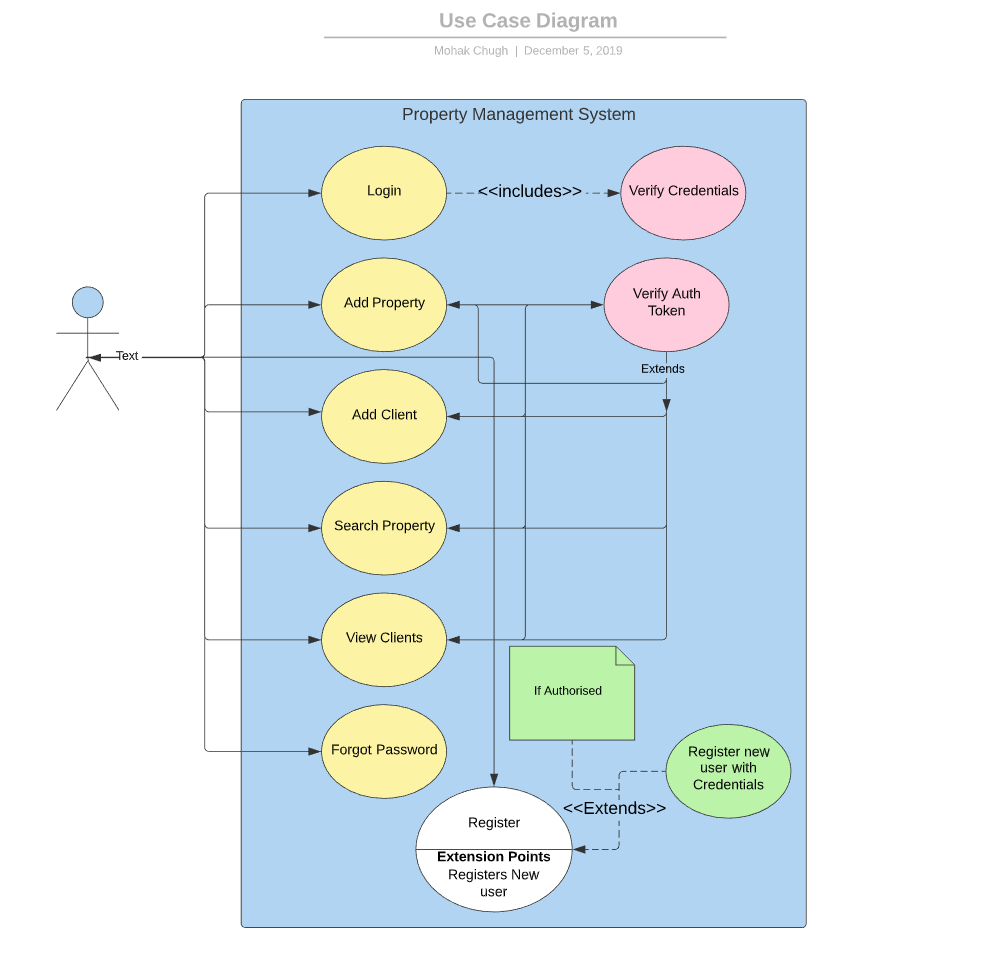 Use Case Diagram
Mohak Chugh | December 5, 2019
Property Management System
Login
<<includes>>
Verify Credentials
Add Property
Verify Auth
Token
Text
Extends
Add Client
Search Property
View Clients
If Authorised
Forgot Password
Register new
user with
Credentials
<<Extends>>
Register
Extension Points
Registers New
user